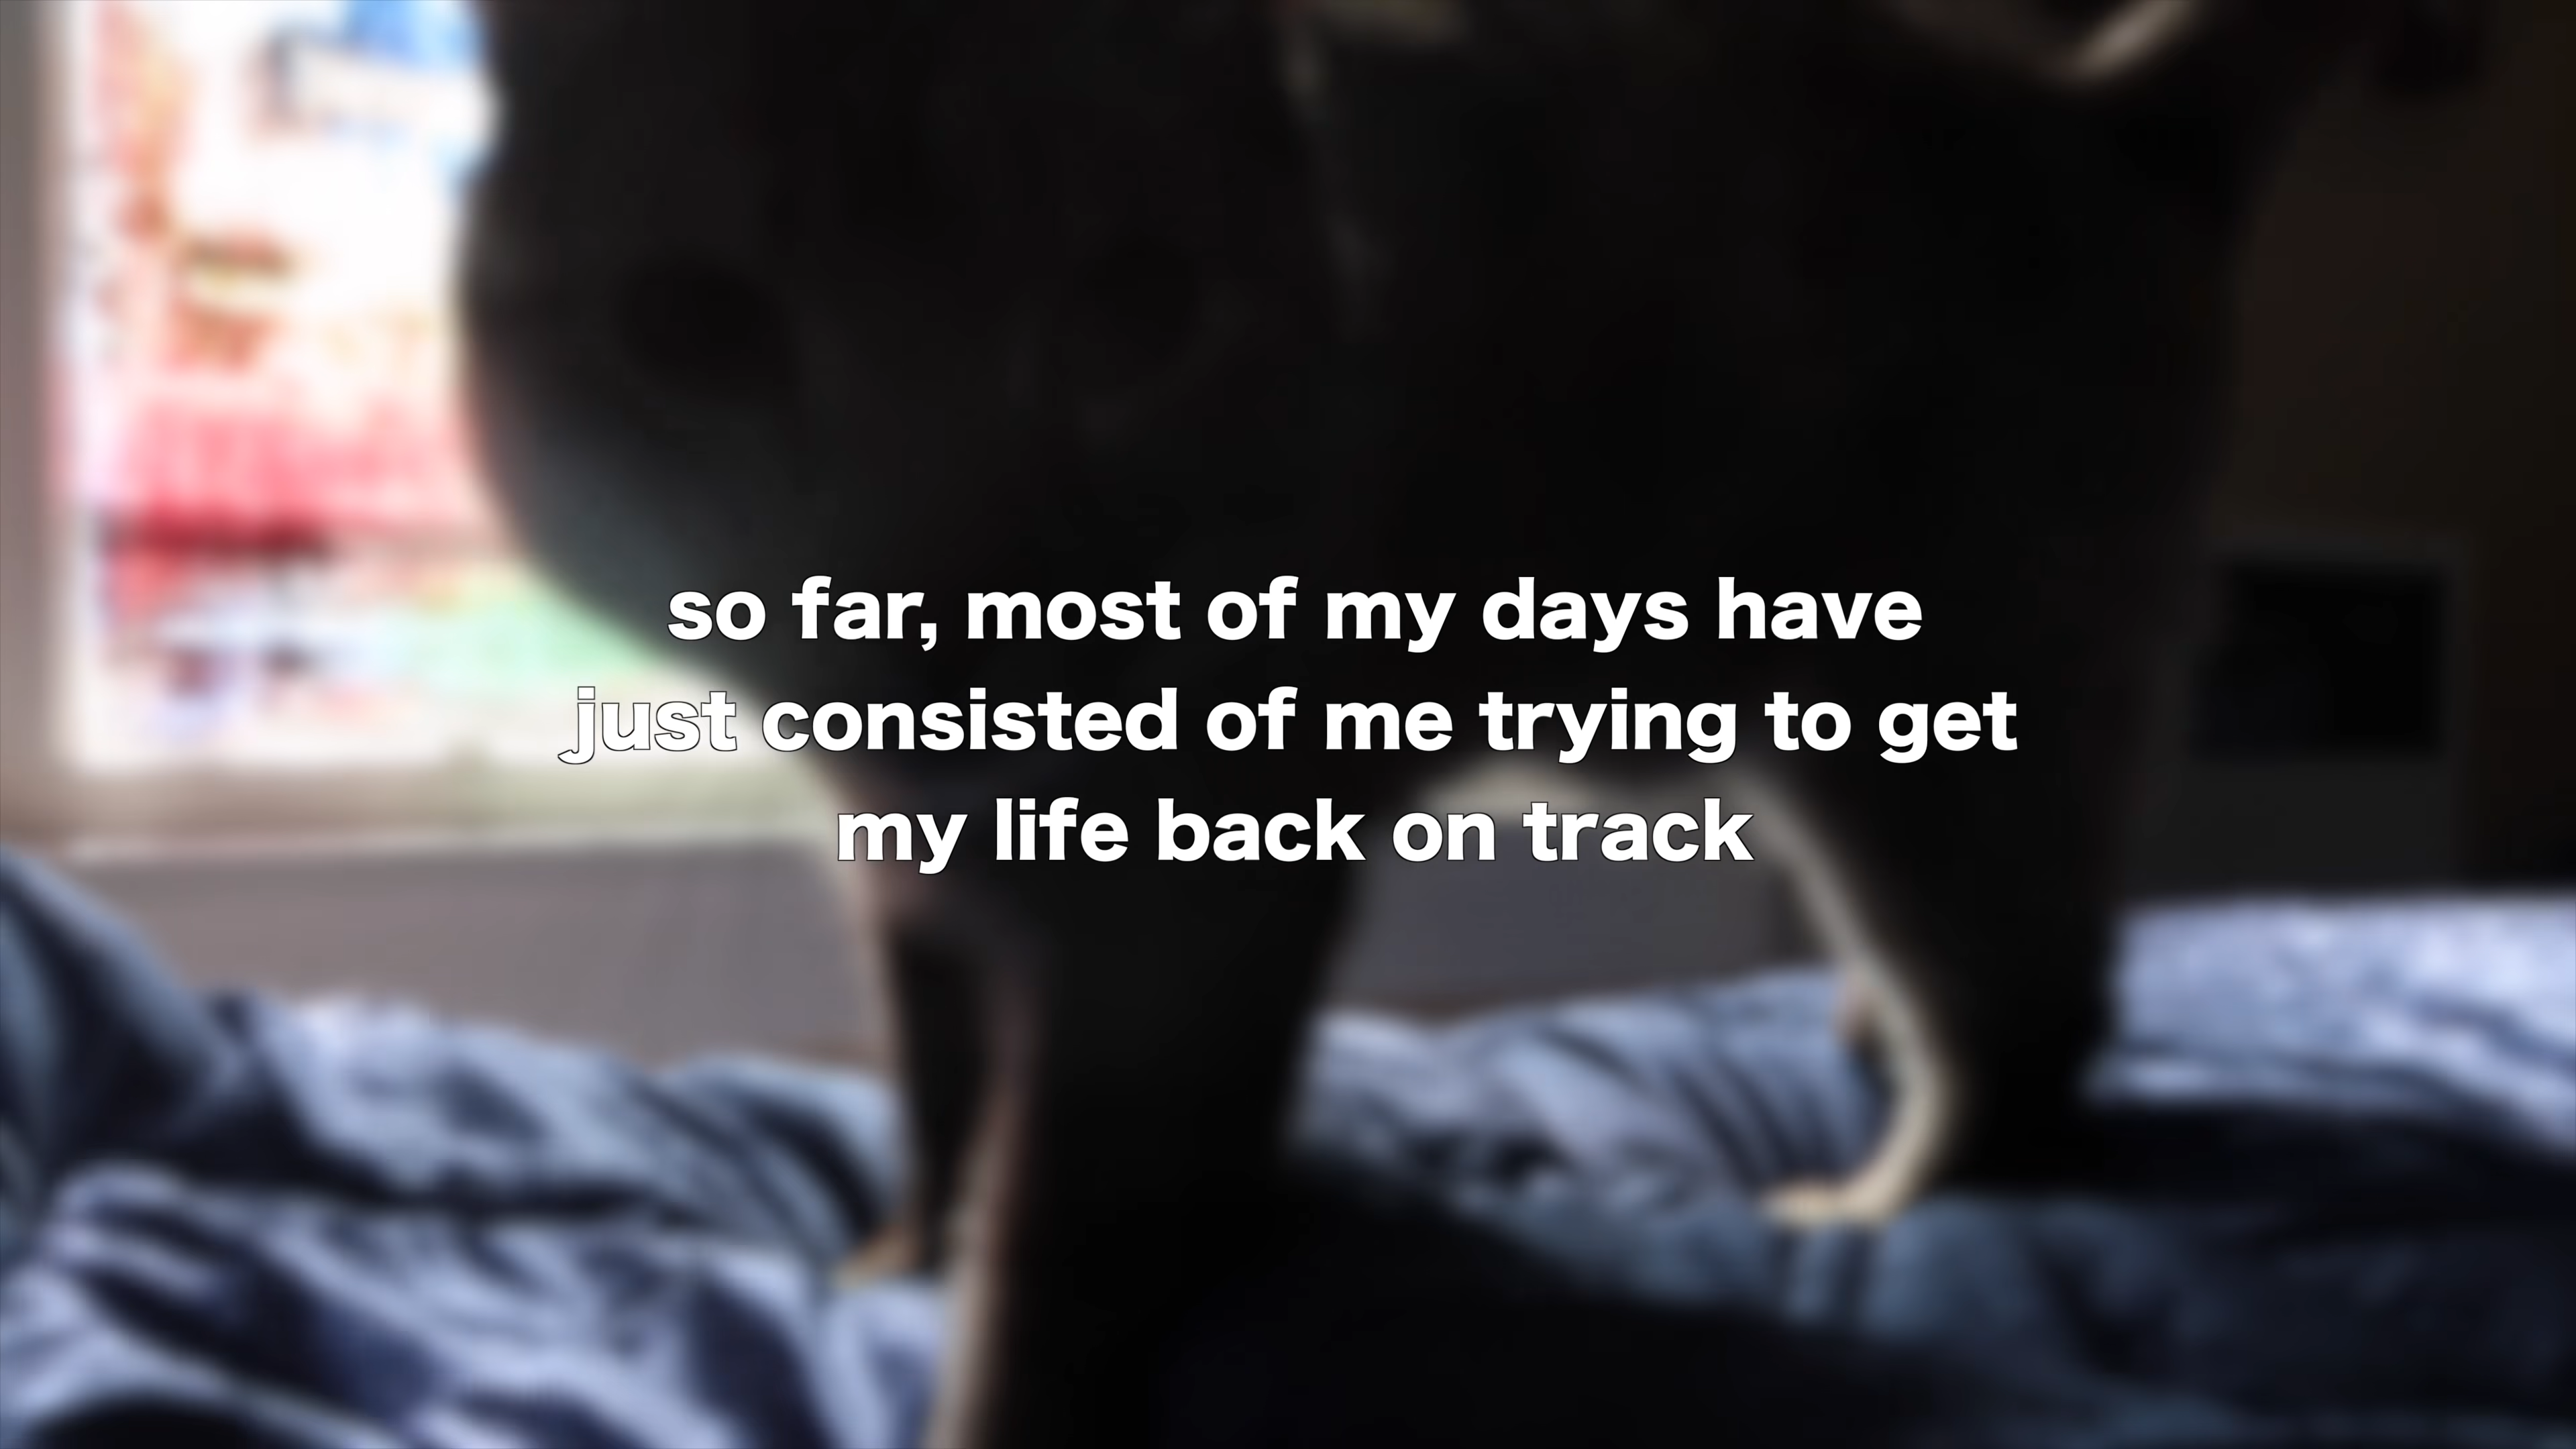 so far, most of my days have
just consisted of me trying to get
my life back on track